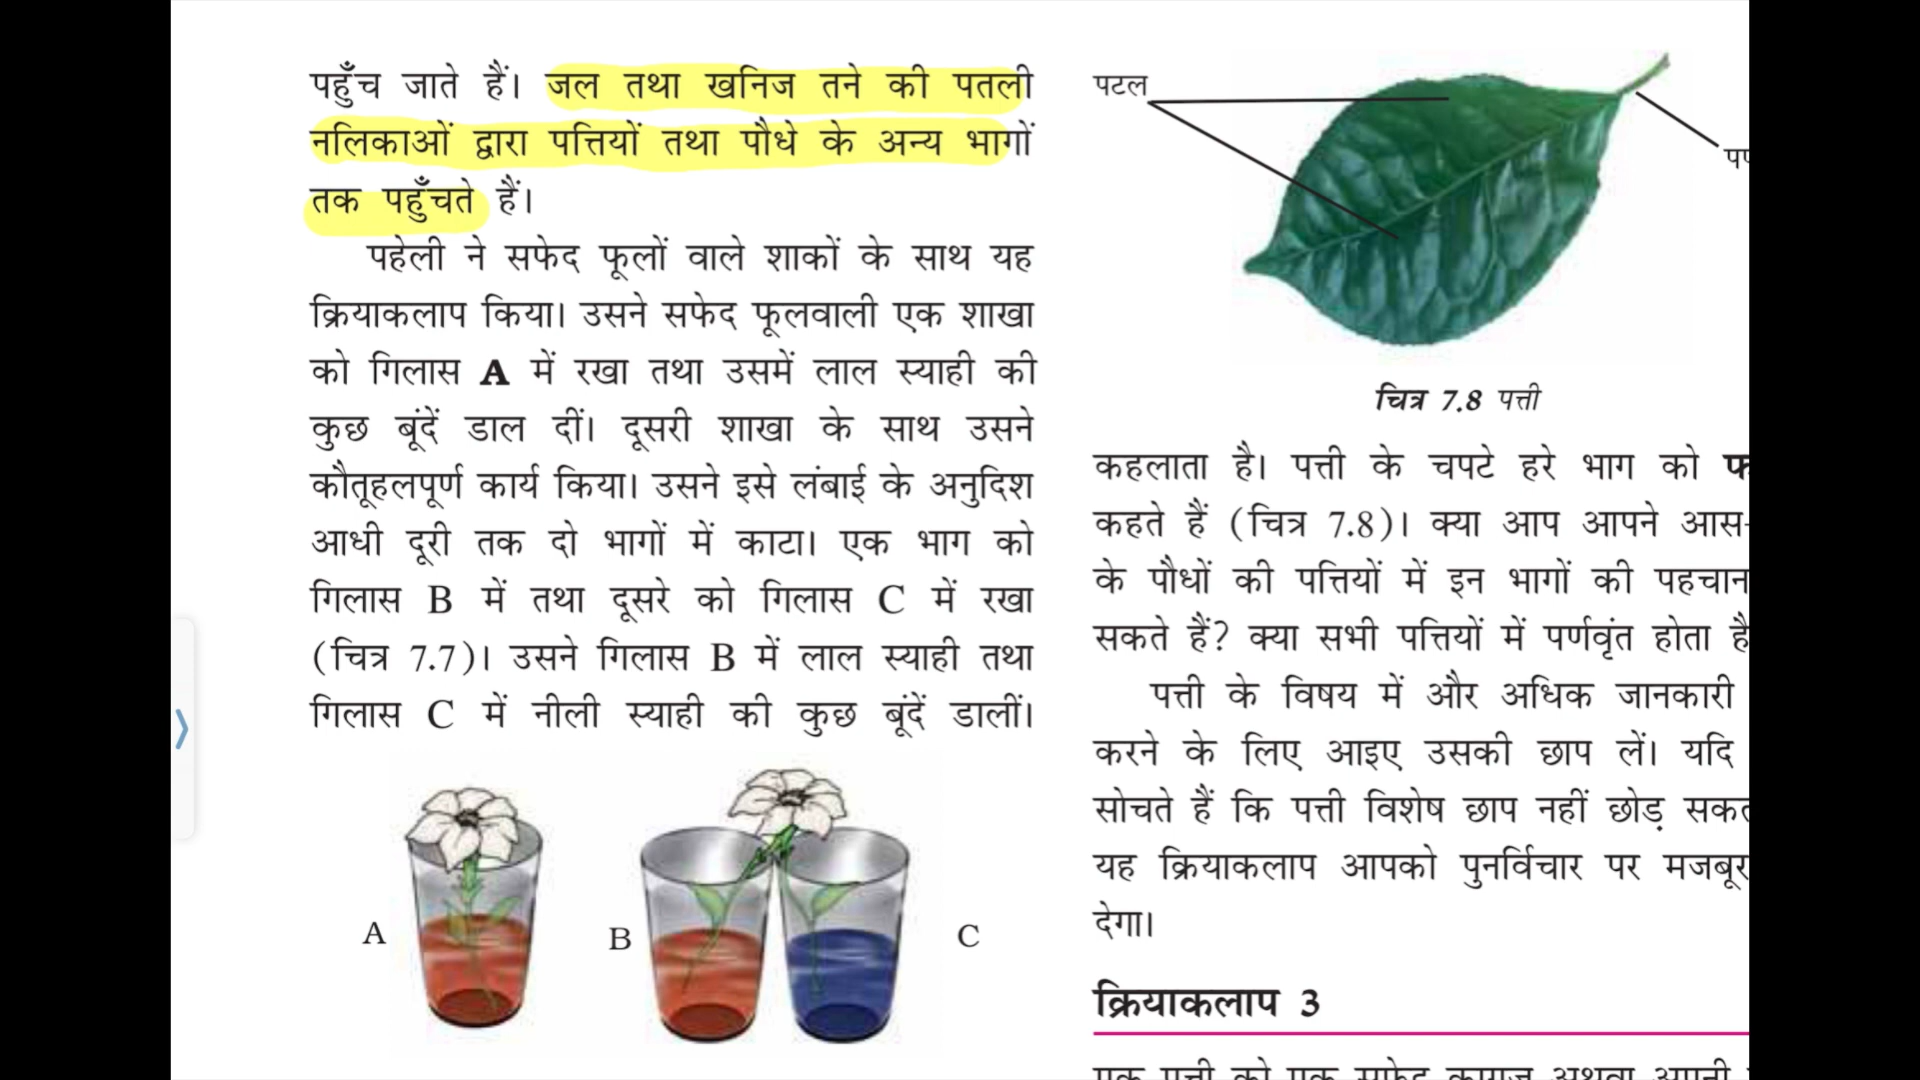 पहुँच जाते हैं। जल तथा खनिज तने की पतली
नलिकाओं द्वारा पत्तियों तथा पौधे के अन्य भागों
तक पहुँचते हैं।
पहेली ने सफेद फूलों वाले शाकों के साथ यह
क्रियाकलाप किया। उसने सफेद फूलवाली एक शाखा
को गिलास A में रखा तथा उसमें लाल स्याही की
कुछ बूंदें डाल दीं। दूसरी शाखा के साथ उसने
कौतूहलपूर्ण कार्य किया। उसने इसे लंबाई के अनुदिश
आधी दूरी तक दो भागों में काटा। एक भाग को
गिलास B में तथा दूसरे को गिलास C में रखा
(चित्र 7.7)। उसने गिलास B में लाल स्याही तथा
गिलास C में नीली स्याही की कुछ बूंदें डालीं।
A
B
C
पटल
चित्र 7.8 पत्ती
कहलाता है। पत्ती के चपटे हरे भाग को
कहते हैं (चित्र 7.8)। क्या आप आपने आस-
के पौधों की पत्तियों में इन भागों की पहचान
सकते हैं? क्या सभी पत्तियों में पर्णवृंत होता है
पत्ती के विषय में और अधिक जानकारी
करने के लिए आइए उसकी छाप लें। यदि
सोचते हैं कि पत्ती विशेष छाप नहीं छोड़
यह क्रियाकलाप आपको पुनर्विचार पर मजबूर
देगा।
क्रियाकलाप 3